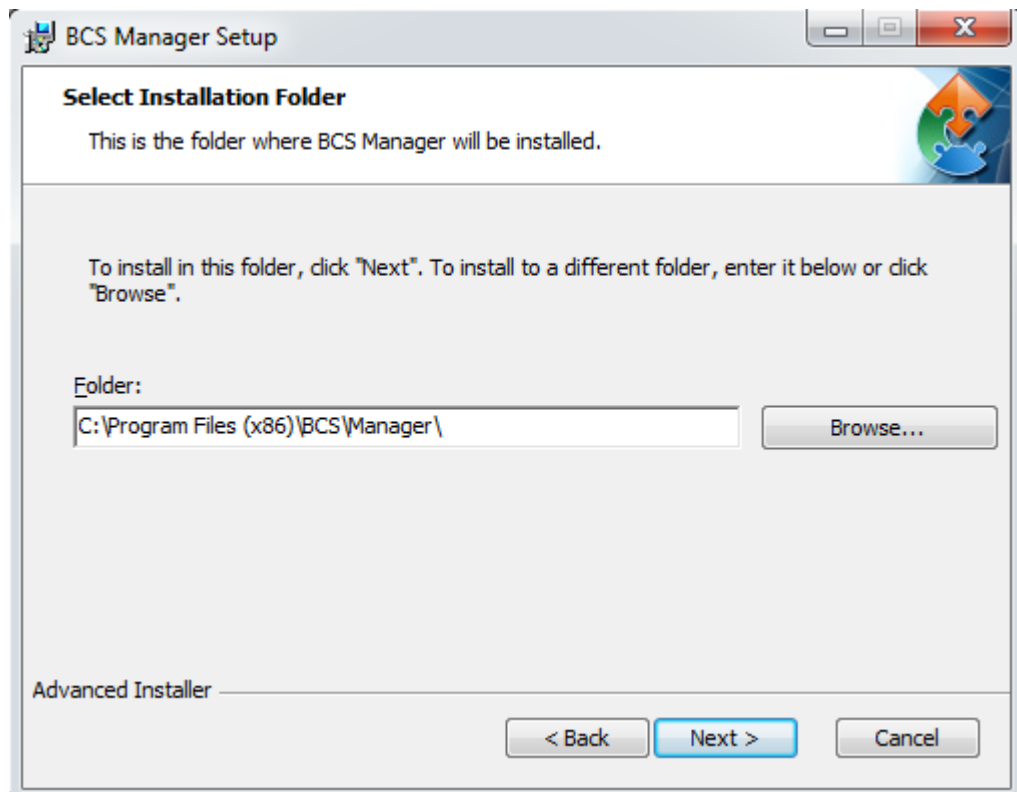 BCS Manager Setup
Select Installation Folder
This is the folder where BCS Manager will be installed.
To install in this folder, click "Next". To install to a different folder, enter it below or click
"Browse".
Folder:
C:\Program Files (x86)\BCS\Manager\
Browse...
Advanced Installer
< Back
Next >
Cancel